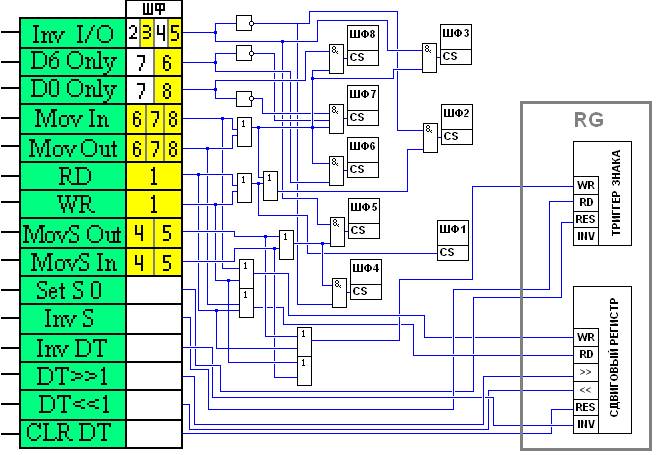 ШФ
Inv I/O 2 3 4 5
D6 Only 7 6
D0 Only 7 8
Mov In 6 7 8
Mov Out 6 7 8
RD 1
WR 1
MovS Out 4 5
MovS In 4 5
Set S 0
Inv S
Inv DT
DT>>1
DT<<1
CLR DT
& ШФ8 CS
& ШФ3 CS
& ШФ7 CS
1
& ШФ2 CS
& ШФ6 CS
1
1
& ШФ5 CS
ШФ1 CS
1
& ШФ4 CS
1
1
1
1
RG
WR
RD
RES
INV
ТРИГГЕР ЗНАКА
WR
RD
>>
<<
RES
INV
СДВИГОВЫЙ РЕГИСТР